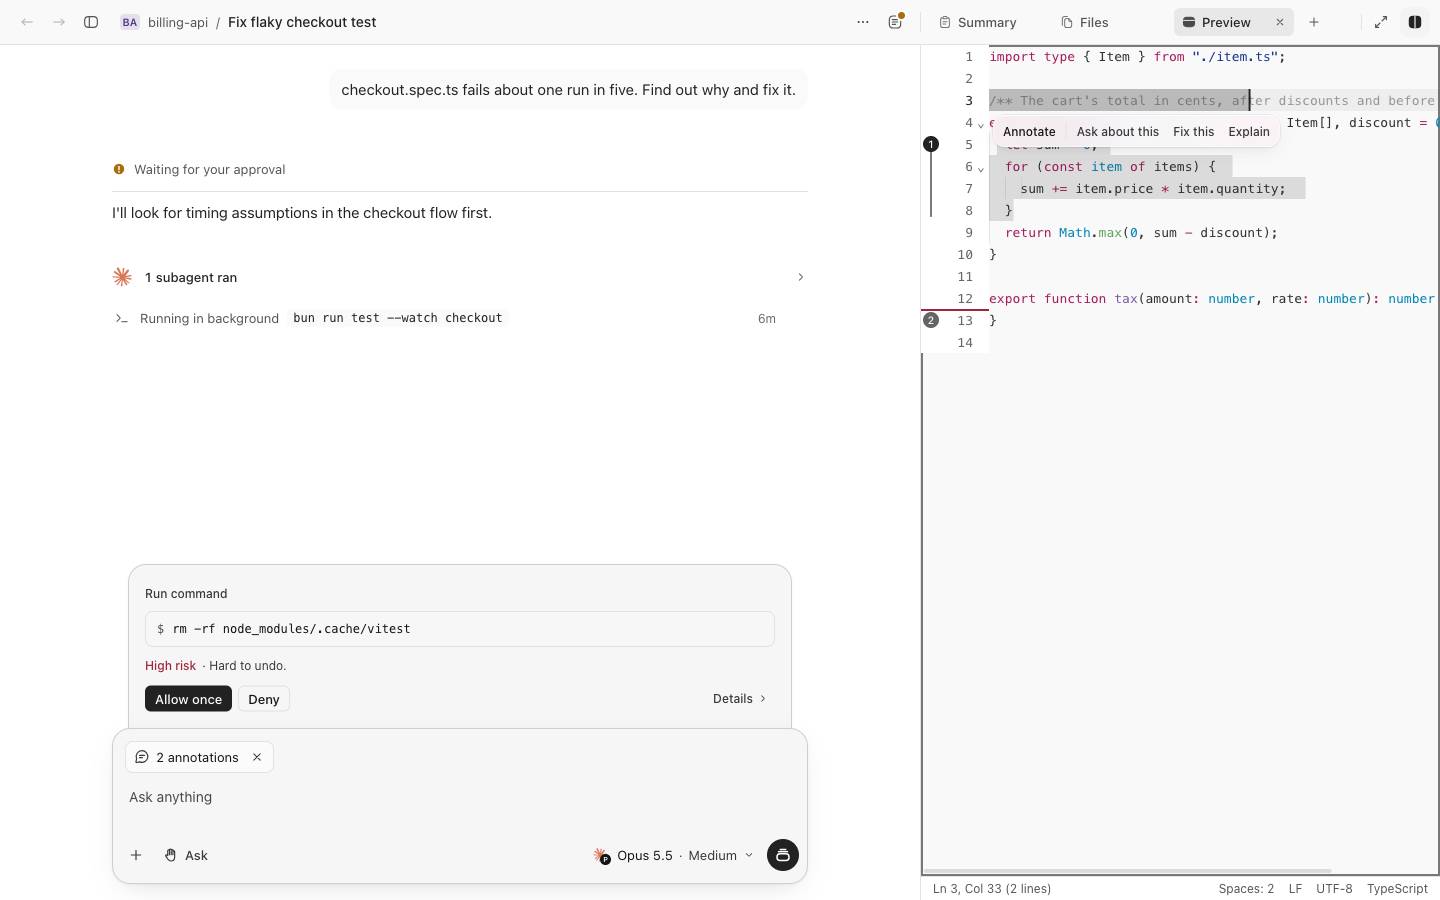 BA billing-api / Fix flaky checkout test
Summary
Files
Preview
checkout.spec.ts fails about one run in five. Find out why and fix it.
Waiting for your approval
I'll look for timing assumptions in the checkout flow first.
1 subagent ran
Running in background bun run test --watch checkout 6m
Run command
$ rm -rf node_modules/.cache/vitest
High risk · Hard to undo.
Allow once
Deny
Details
2 annotations
Ask anything
Ask
Opus 5.5 · Medium
1 import type { Item } from "./item.ts";
2
3 /** The cart's total in cents, after discounts and before
4 Item[], discount =
Annotate Ask about this Fix this Explain
1
5
6 for (const item of items) {
7 sum += item.price * item.quantity;
8 }
9 return Math.max(0, sum - discount);
10 }
11
12 export function tax(amount: number, rate: number): number
2
13 }
14
Ln 3, Col 33 (2 lines)
Spaces: 2 LF UTF-8 TypeScript